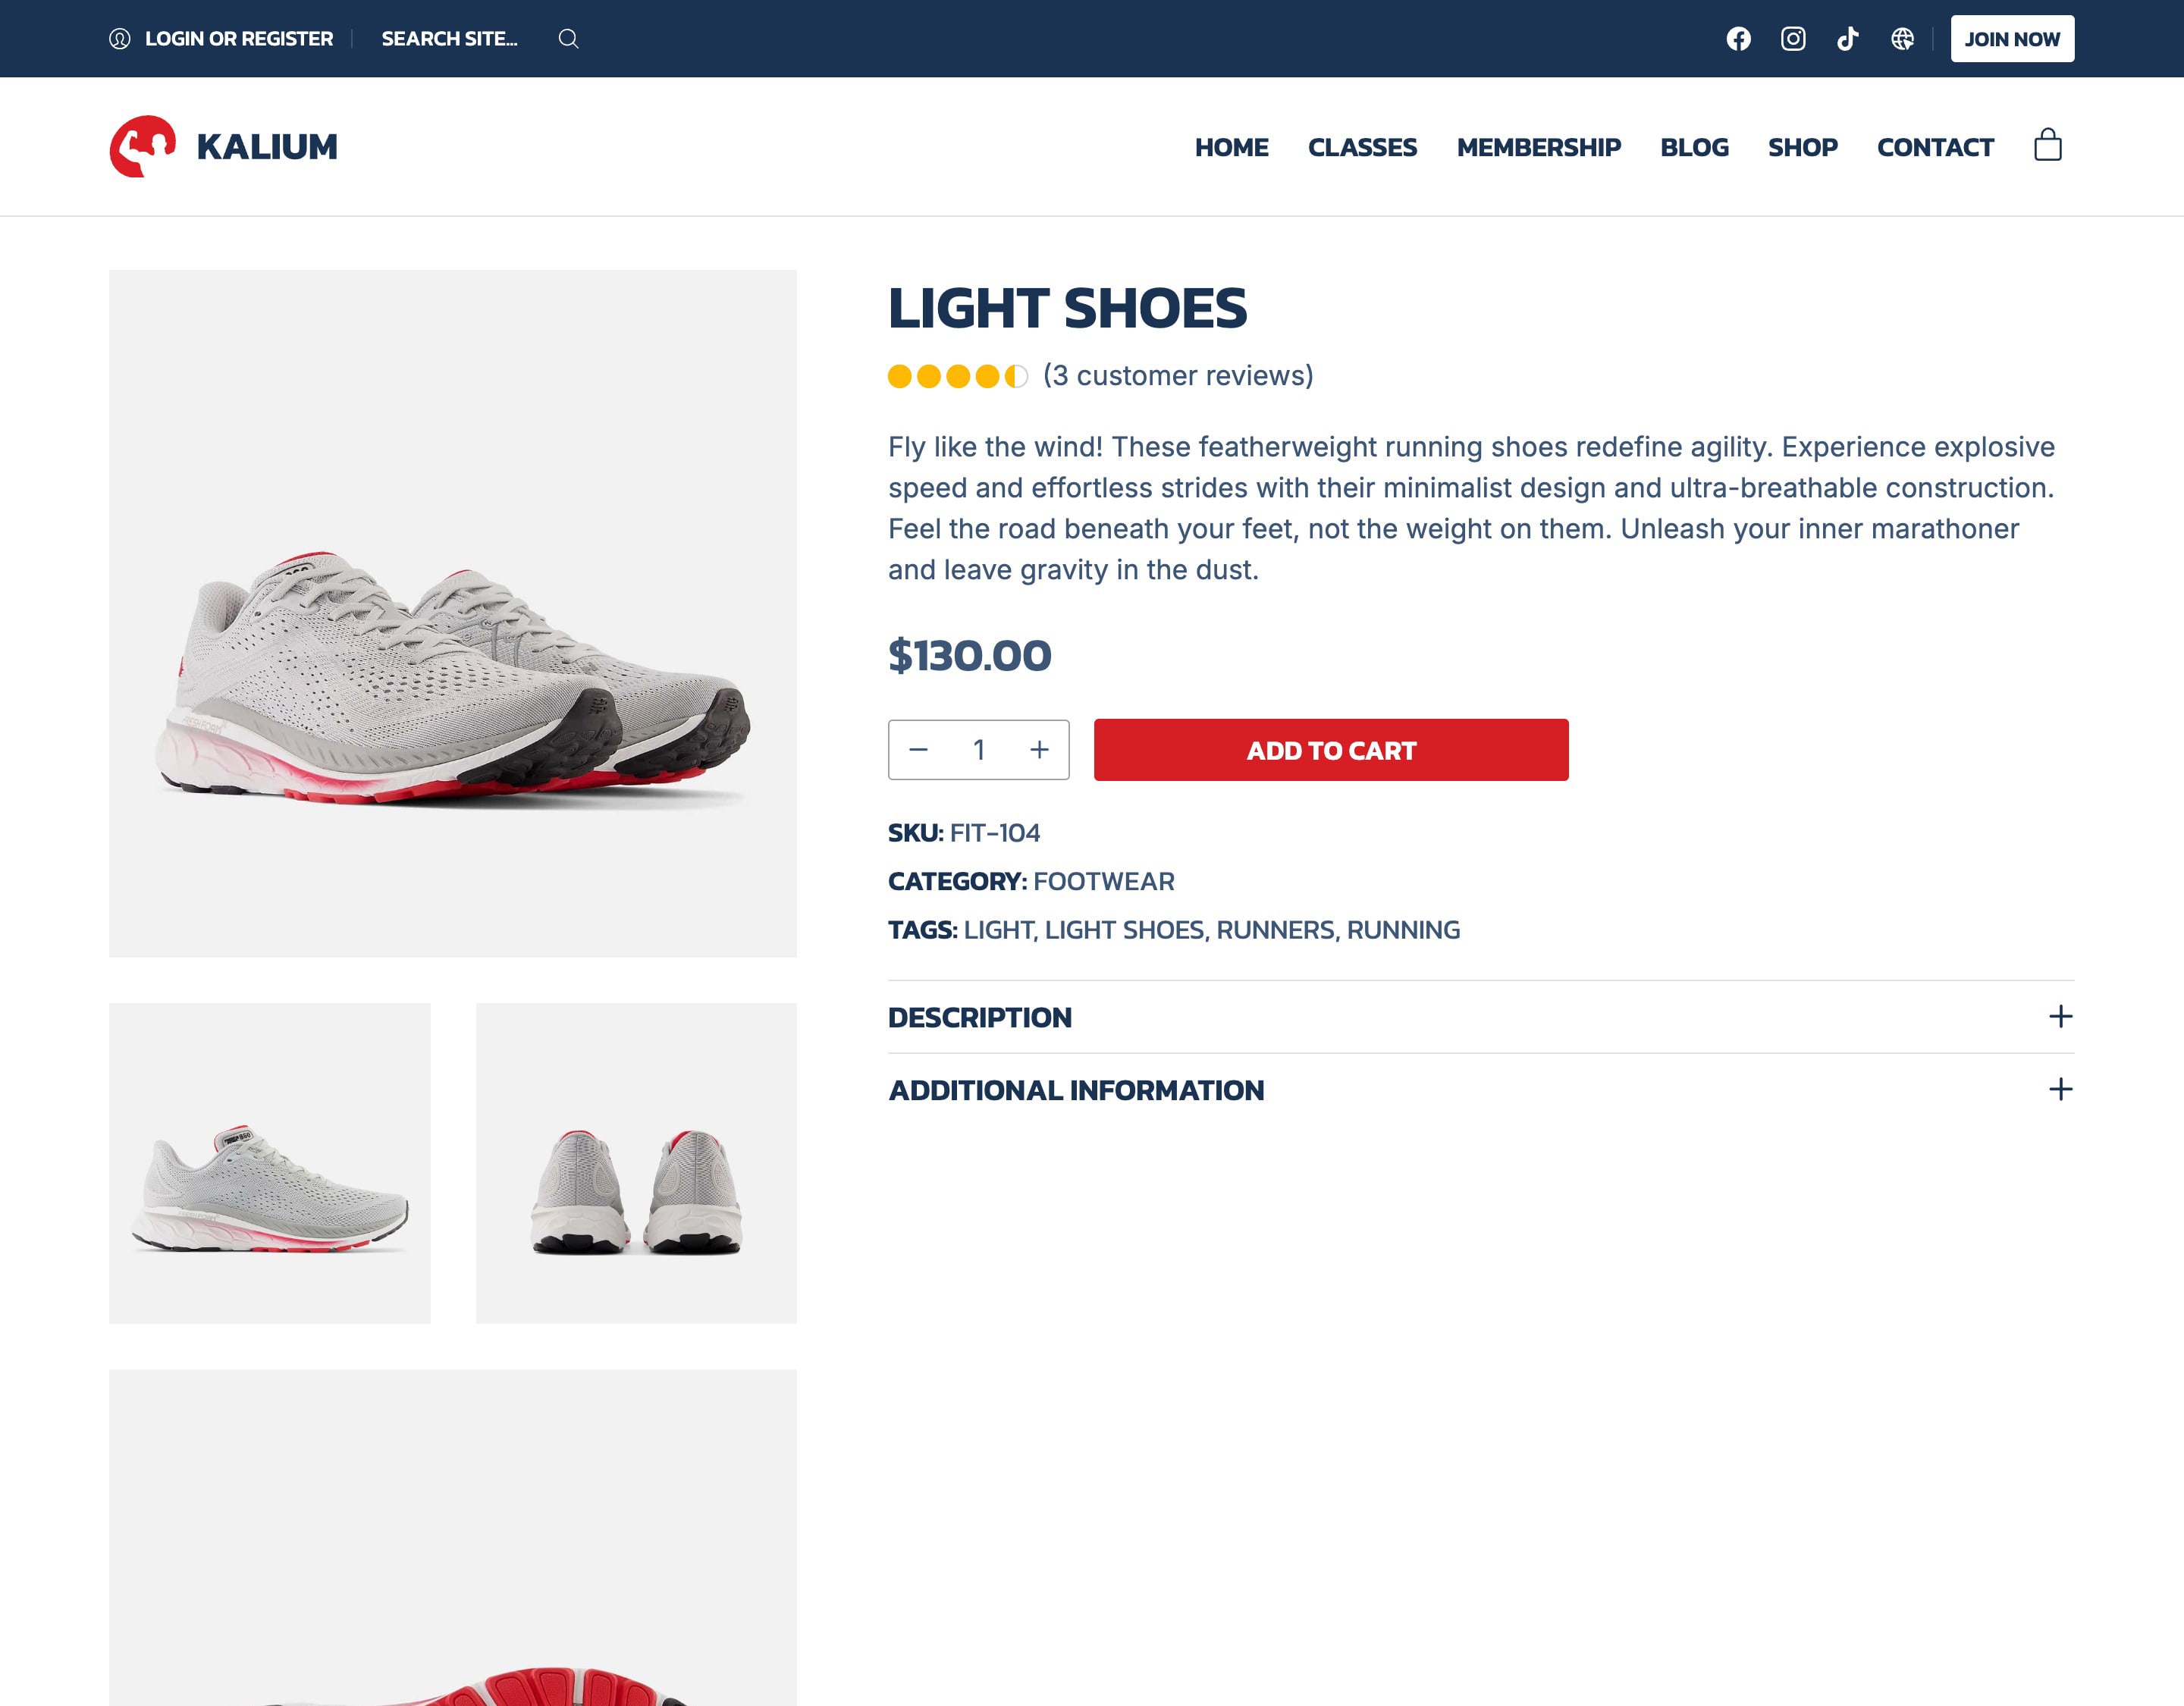 LOGIN OR REGISTER
SEARCH SITE...
JOIN NOW
KALIUM
HOME
CLASSES
MEMBERSHIP
BLOG
SHOP
CONTACT
LIGHT SHOES
(3 customer reviews)
Fly like the wind! These featherweight running shoes redefine agility. Experience explosive
speed and effortless strides with their minimalist design and ultra-breathable construction.
Feel the road beneath your feet, not the weight on them. Unleash your inner marathoner
and leave gravity in the dust.
$130.00
− 1 +
ADD TO CART
SKU: FIT-104
CATEGORY: FOOTWEAR
TAGS: LIGHT, LIGHT SHOES, RUNNERS, RUNNING
DESCRIPTION +
ADDITIONAL INFORMATION +